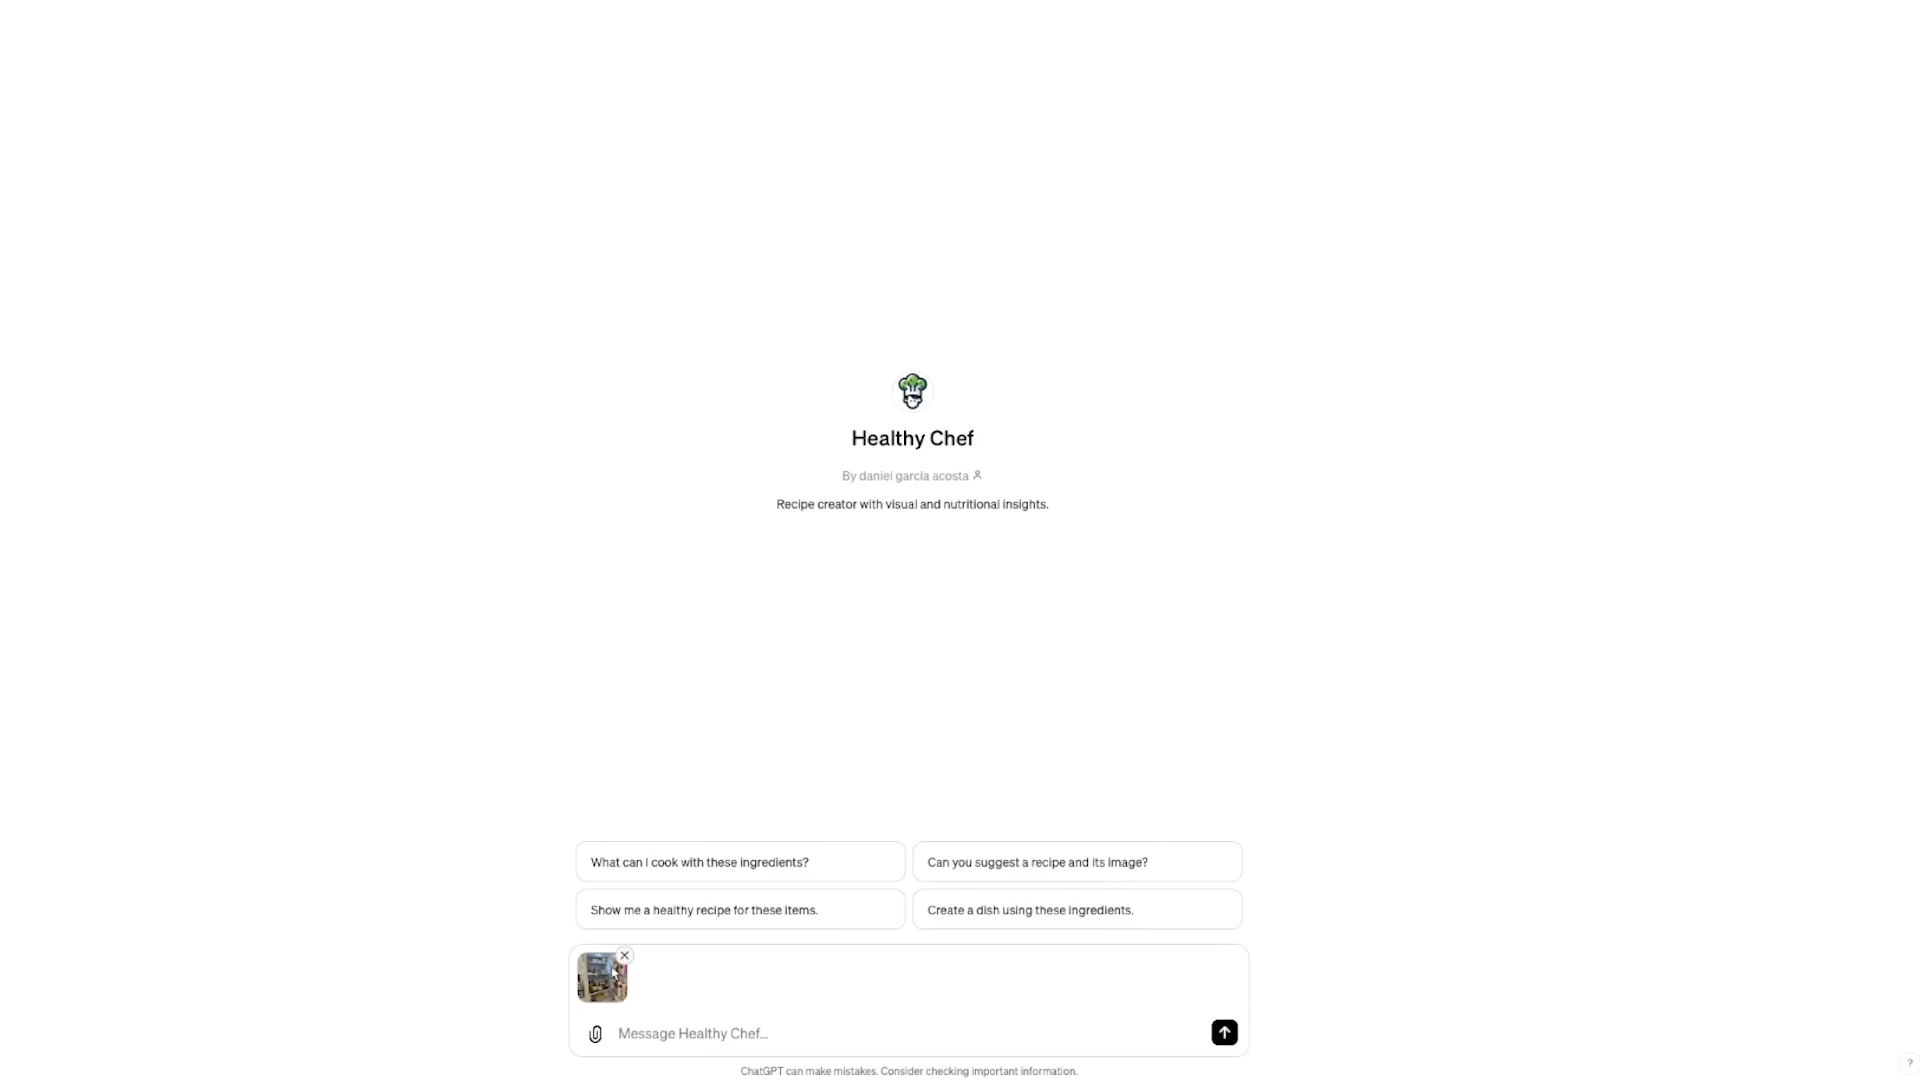 Healthy Chef
By daniel garcia acosta
Recipe creator with visual and nutritional insights.
What can I cook with these ingredients?
Can you suggest a recipe and its image?
Show me a healthy recipe for these items.
Create a dish using these ingredients.
Message Healthy Chef...
ChatGPT can make mistakes. Consider checking important information.
?